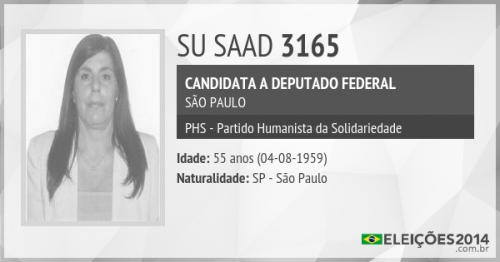 SU SAAD 3165
CANDIDATA A DEPUTADO FEDERAL
SÃO PAULO
PHS - Partido Humanista da Solidariedade
Idade: 55 anos (04-08-1959)
Naturalidade: SP - São Paulo
ELEIÇÕES2014
.com.br